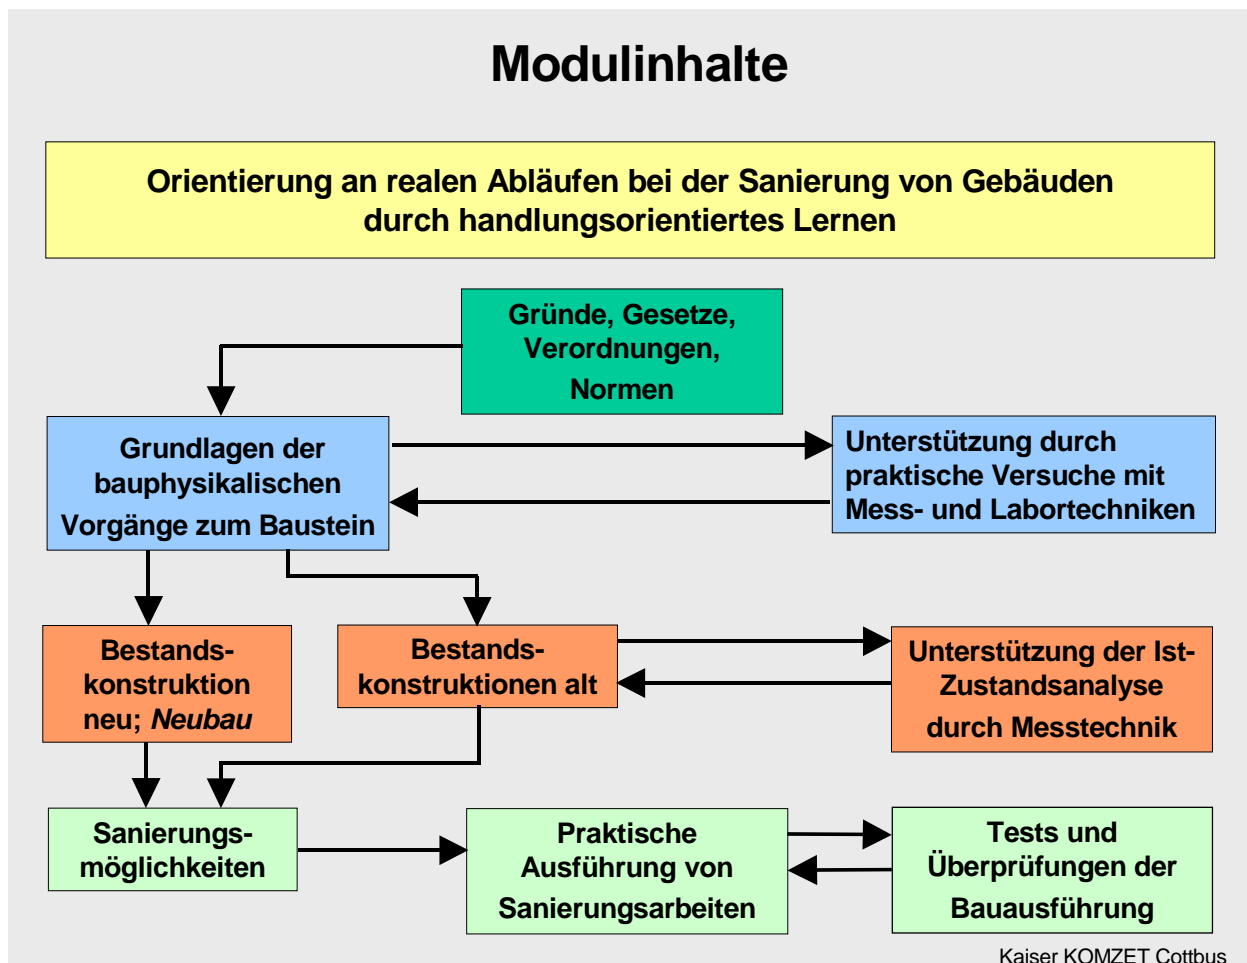 Modulinhalte
Orientierung an realen Abläufen bei der Sanierung von Gebäuden
durch handlungsorientiertes Lernen
Gründe, Gesetze,
Verordnungen,
Normen
Grundlagen der
bauphysikalischen
Vorgänge zum Baustein
Unterstützung durch
praktische Versuche mit
Mess- und Labortechniken
Bestands-
konstruktion
neu; Neubau
Bestands-
konstruktionen alt
Unterstützung der Ist-
Zustandsanalyse
durch Messtechnik
Sanierungs-
möglichkeiten
Praktische
Ausführung von
Sanierungsarbeiten
Tests und
Überprüfungen der
Bauausführung
Kaiser KOMZET Cottbus